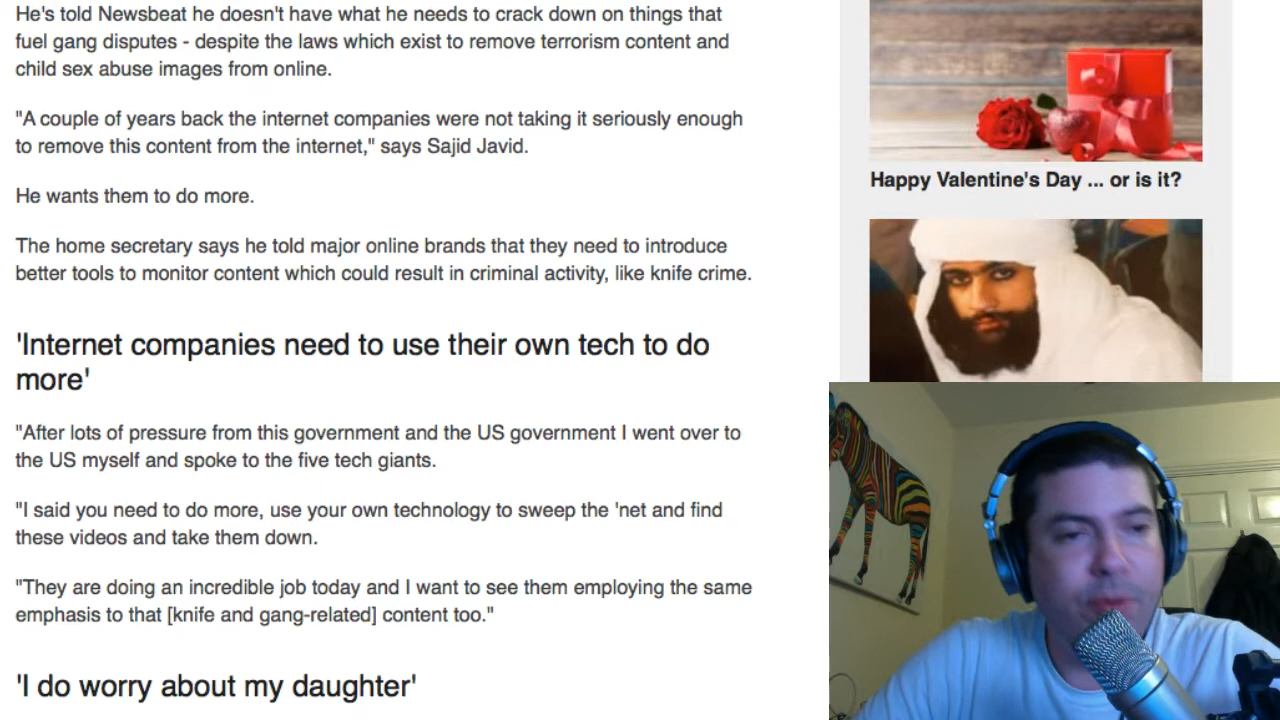 He's told Newsbeat he doesn't have what he needs to crack down on things that
fuel gang disputes - despite the laws which exist to remove terrorism content and
child sex abuse images from online.
"A couple of years back the internet companies were not taking it seriously enough
to remove this content from the internet," says Sajid Javid.
He wants them to do more.
The home secretary says he told major online brands that they need to introduce
better tools to monitor content which could result in criminal activity, like knife crime.
'Internet companies need to use their own tech to do
more'
"After lots of pressure from this government and the US government I went over to
the US myself and spoke to the five tech giants.
"I said you need to do more, use your own technology to sweep the 'net and find
these videos and take them down.
"They are doing an incredible job today and I want to see them employing the same
emphasis to that [knife and gang-related] content too."
'I do worry about my daughter'
Happy Valentine's Day ... or is it?